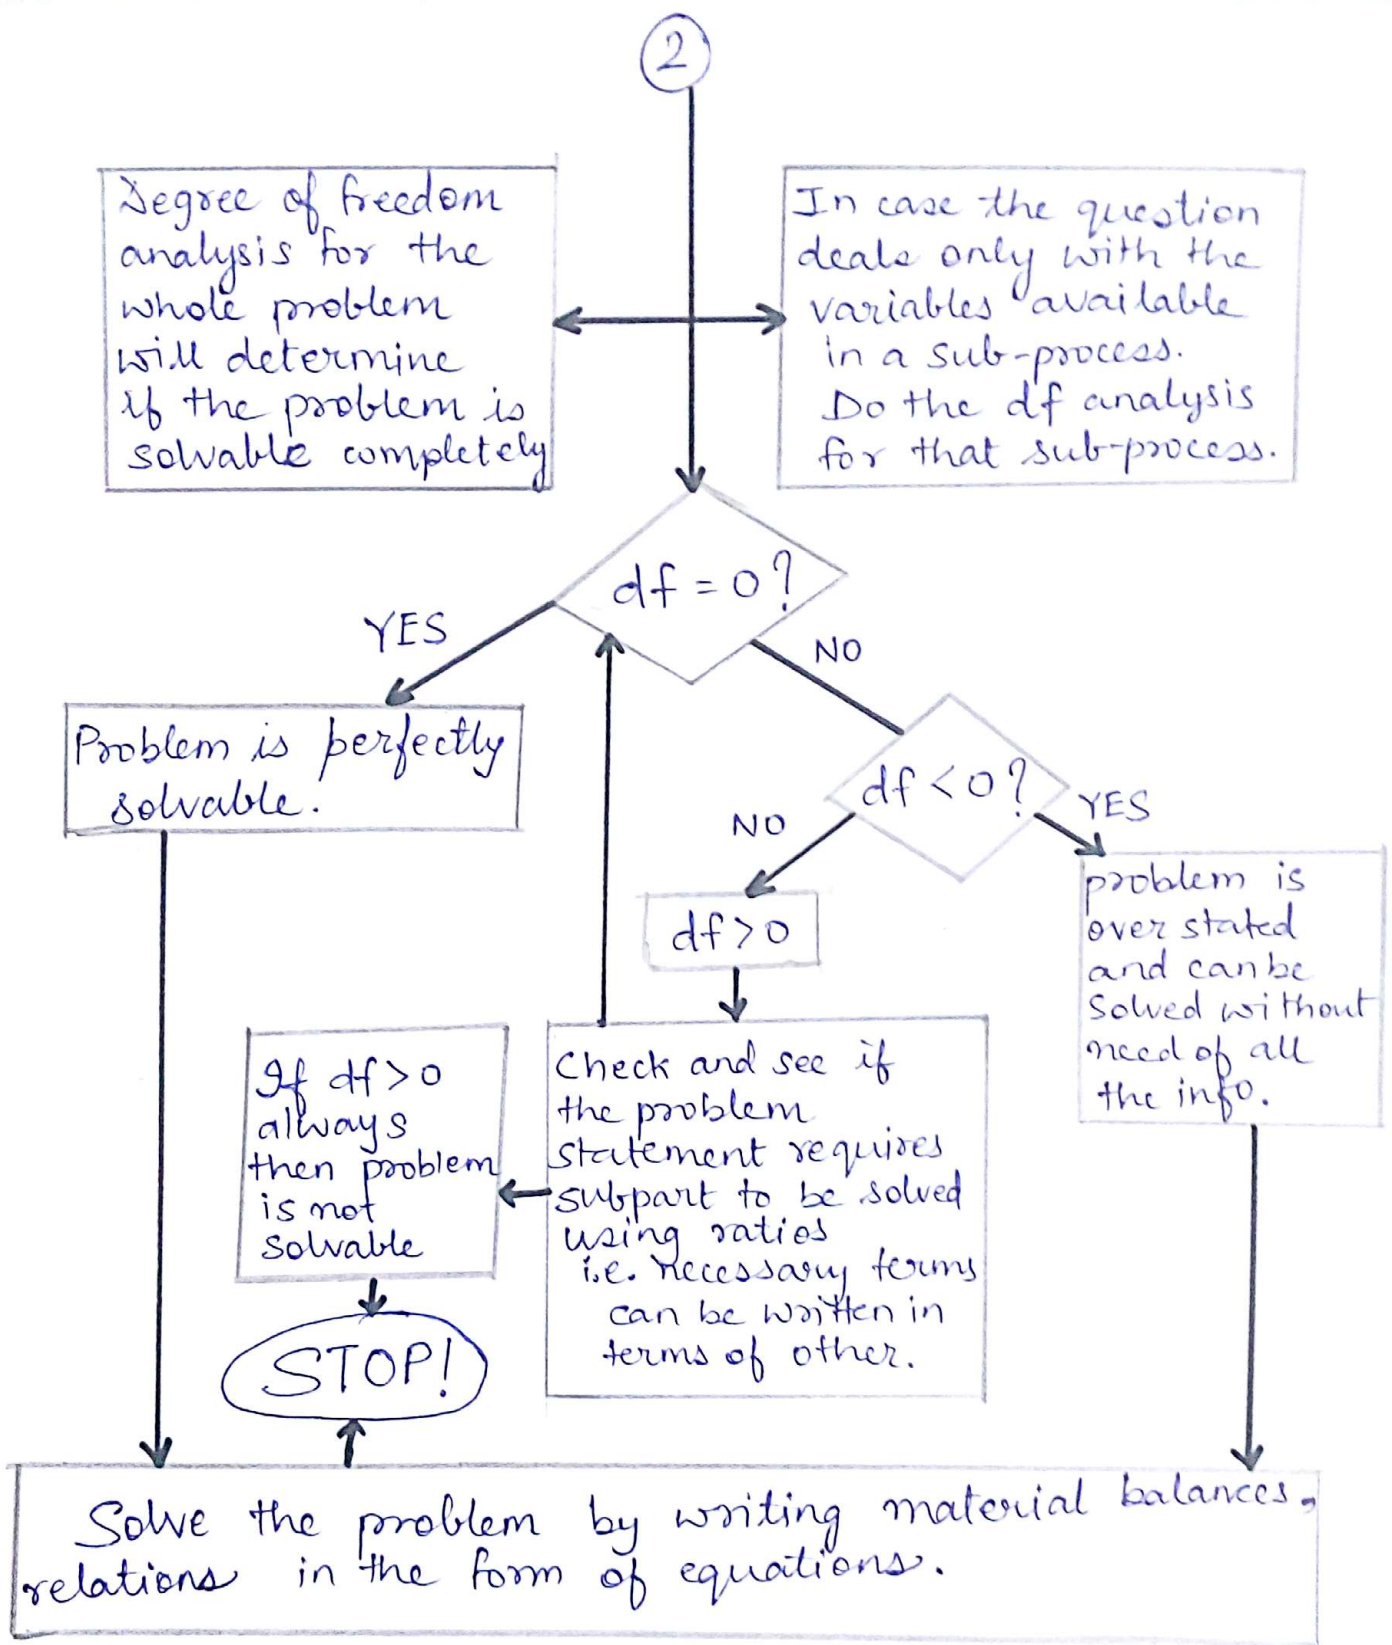 2
Degree of freedom
analysis for the
whole problem
will determine
if the problem is
solvable completely
In case the question
deals only with the
variables available
in a sub-process.
Do the df analysis
for that sub-process.
df = 0?
YES
NO
Problem is perfectly
solvable.
df < 0?
NO
YES
df > 0
problem is
over stated
and can be
solved without
need of all
the info.
If df > 0
always
then problem
is not
solvable
Check and see if
the problem
statement requires
subpart to be solved
using ratios
i.e. necessary terms
can be written in
terms of other.
STOP!
Solve the problem by writing material balances,
relations in the form of equations.